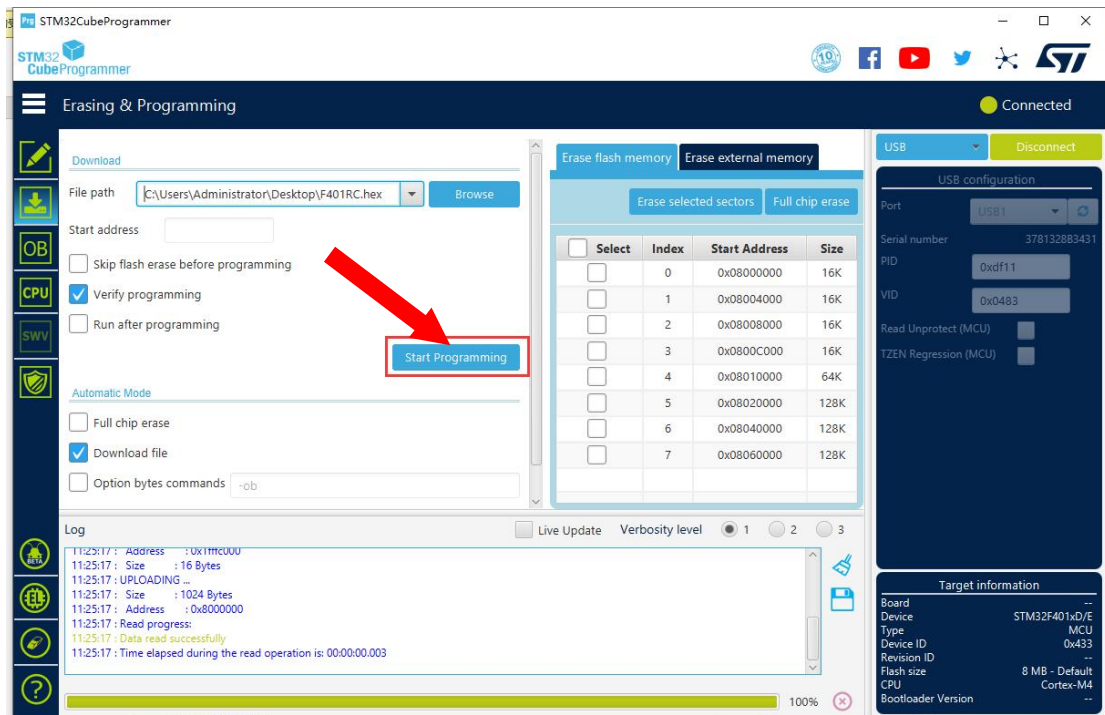 Prg STM32CubeProgrammer
STM32
CubeProgrammer
10
Erasing & Programming
Connected
Download
File path C:\Users\Administrator\Desktop\F401RC.hex Browse
Start address
Skip flash erase before programming
Verify programming
Run after programming
Start Programming
Automatic Mode
Full chip erase
Download file
Option bytes commands -ob
OB
CPU
SWV
BETA
Erase flash memory Erase external memory
Erase selected sectors Full chip erase
Select Index Start Address Size
0 0x08000000 16K
1 0x08004000 16K
2 0x08008000 16K
3 0x0800C000 16K
4 0x08010000 64K
5 0x08020000 128K
6 0x08040000 128K
7 0x08060000 128K
USB Disconnect
USB configuration
Port USB1
Serial number 378132883431
PID 0xdf11
VID 0x0483
Read Unprotect (MCU)
TZEN Regression (MCU)
Log Live Update Verbosity level 1 2 3
11:25:17 : Address : 0x1fffc000
11:25:17 : Size : 16 Bytes
11:25:17 : UPLOADING ...
11:25:17 : Size : 1024 Bytes
11:25:17 : Address : 0x8000000
11:25:17 : Read progress:
11:25:17 : Data read successfully
11:25:17 : Time elapsed during the read operation is: 00:00:00.003
100%
Target information
Board --
Device STM32F401xD/E
Type MCU
Device ID 0x433
Revision ID --
Flash size 8 MB - Default
CPU Cortex-M4
Bootloader Version --